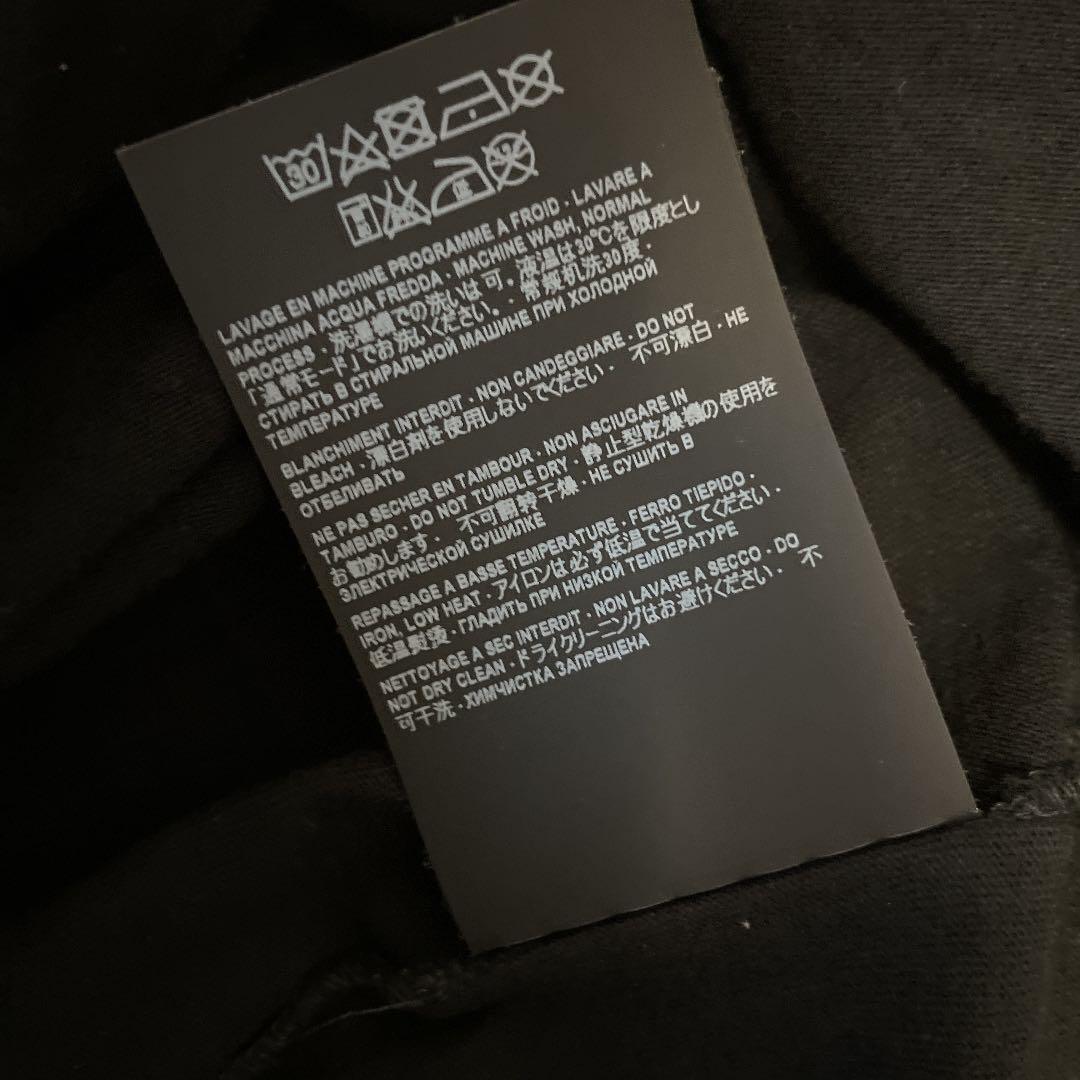 30
LAVAGE EN MACHINE PROGRAMME A FROID · LAVARE A
MACCHINA ACQUA FREDDA · MACHINE WASH, NORMAL
PROCESS · 洗濯機での洗いは 可。液温は30℃を限度とし
「通常モード」でお洗いください。· 常规机洗30度 ·
СТИРАТЬ В СТИРАЛЬНОЙ МАШИНЕ ПРИ ХОЛОДНОЙ
ТЕМПЕРАТУРЕ
BLANCHIMENT INTERDIT · NON CANDEGGIARE · DO NOT
BLEACH · 漂白剤を使用しないでください · 不可漂白 · НЕ
ОТБЕЛИВАТЬ
NE PAS SECHER EN TAMBOUR · NON ASCIUGARE IN
TAMBURO · DO NOT TUMBLE DRY · 静止型乾燥機の使用を
お勧めします · 不可翻转干燥 · НЕ СУШИТЬ В
ЭЛЕКТРИЧЕСКОЙ СУШИЛКЕ
REPASSAGE A BASSE TEMPERATURE · FERRO TIEPIDO ·
IRON, LOW HEAT · アイロンは必ず低温で当ててください ·
低温熨烫 · ГЛАДИТЬ ПРИ НИЗКОЙ ТЕМПЕРАТУРЕ
NETTOYAGE A SEC INTERDIT · NON LAVARE A SECCO · DO
NOT DRY CLEAN · ドライクリーニングはお避けください · 不
可干洗 · ХИМЧИСТКА ЗАПРЕЩЕНА